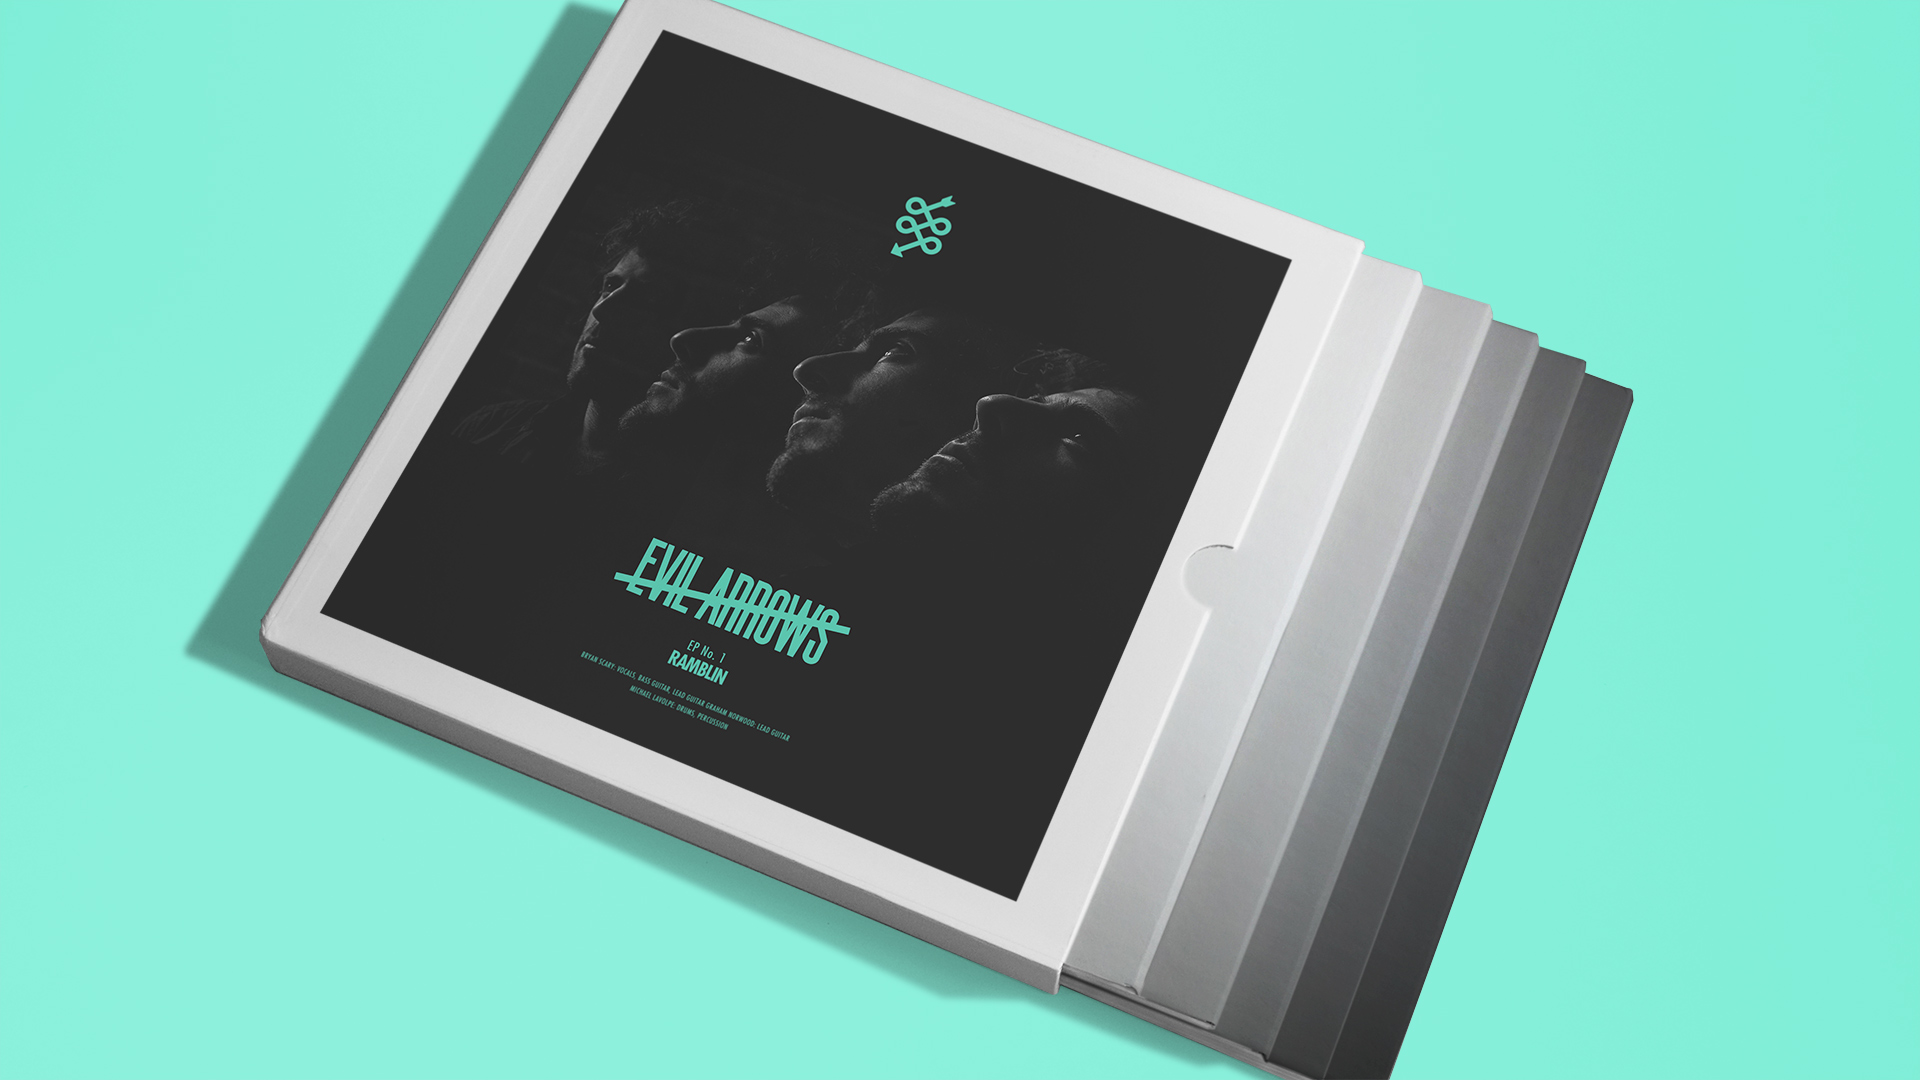 EVIL ARROWS
EP No. 1
RAMBLIN
BRYAN SCARY: VOCALS, BASS GUITAR, LEAD GUITAR GRAHAM NORWOOD: LEAD GUITAR
MICHAEL LAVOLPE: DRUMS, PERCUSSION